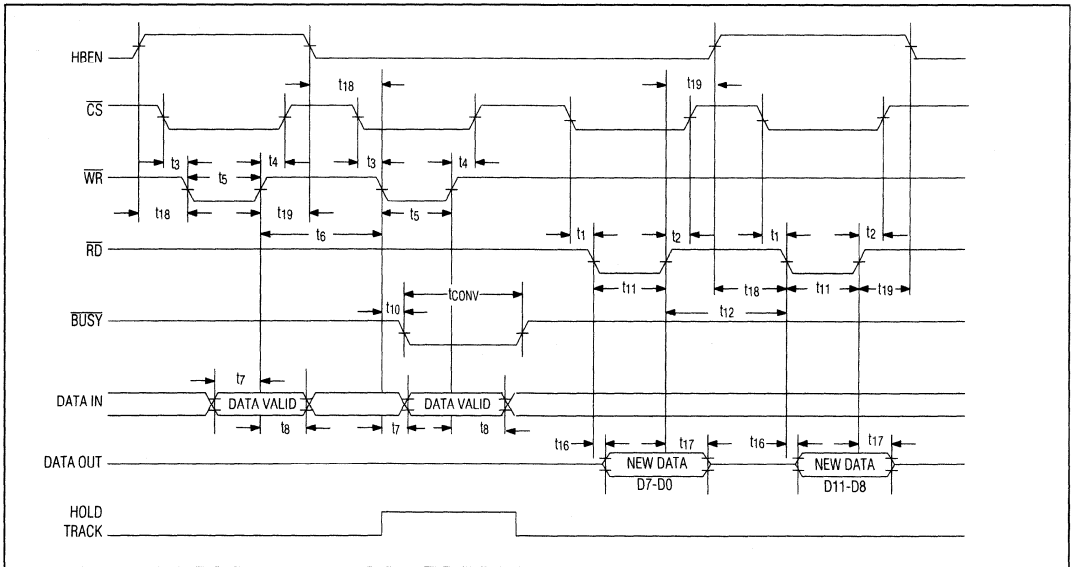 HBEN
t18
t19
CS
t3
t5
t4
t3
t4
WR
t18
t19
t5
t6
t1
t2
t1
t2
RD
t11
t18
t11
t19
tCONV
t10
t12
BUSY
t7
DATA IN
DATA VALID
DATA VALID
t8
t7
t8
t16
t17
t16
t17
DATA OUT
NEW DATA
NEW DATA
D7-D0
D11-D8
HOLD
TRACK